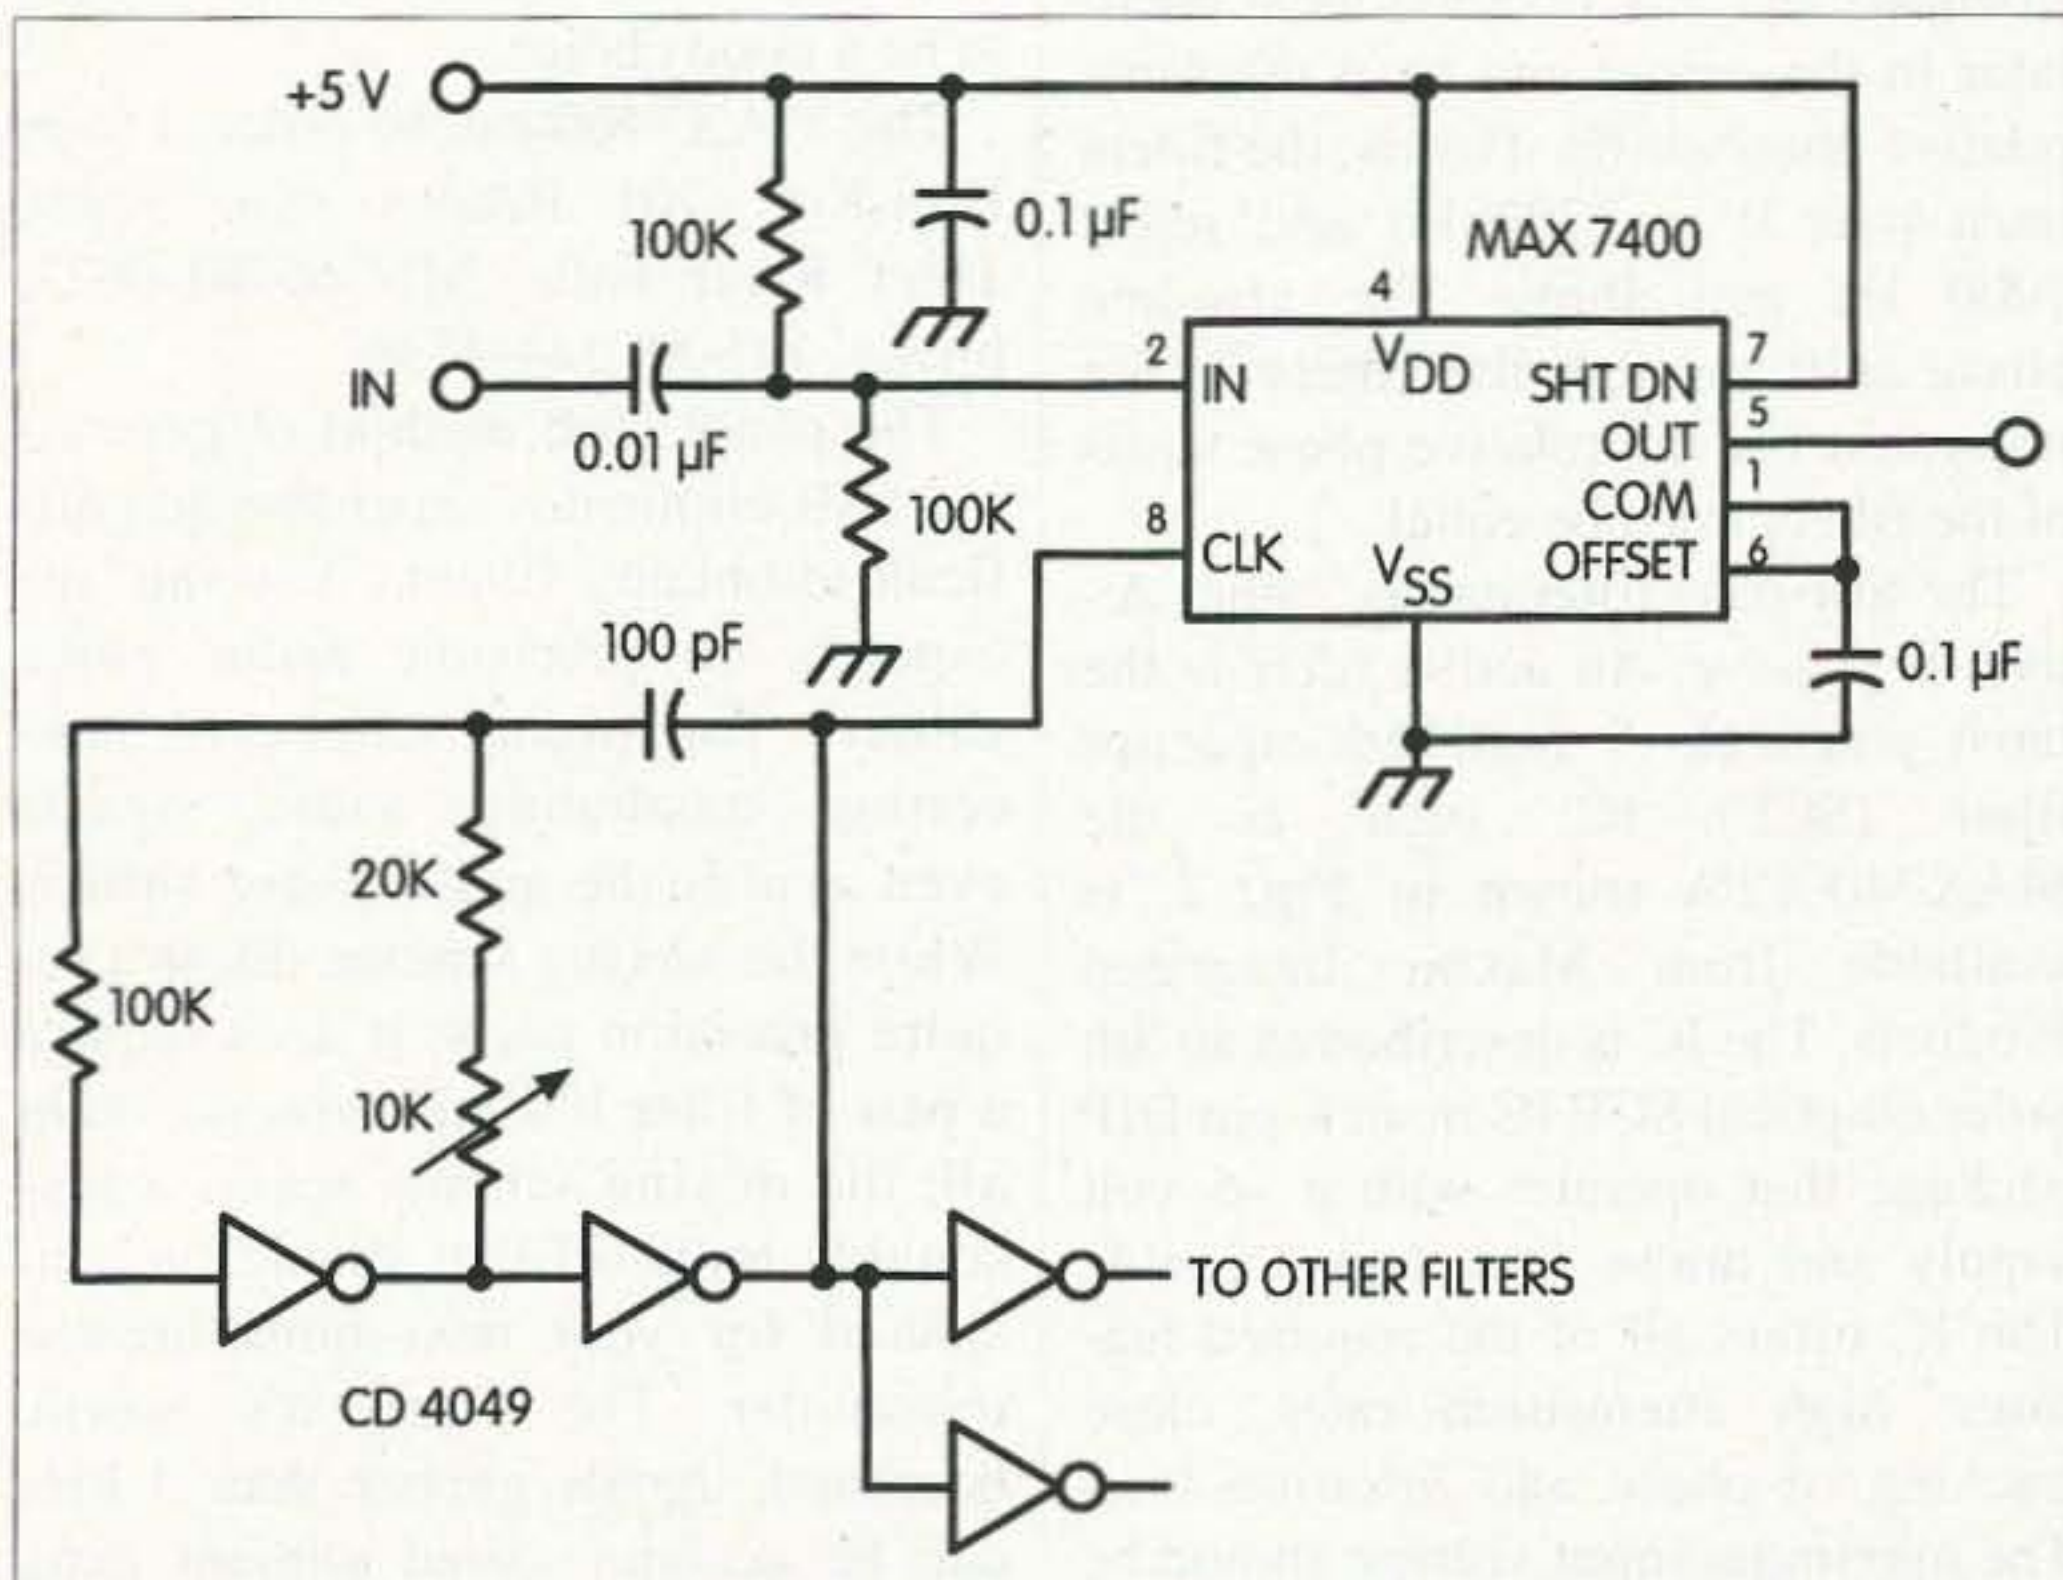 +5 V
100K
0.1 µF
MAX 7400
4
2
7
IN
IN
VDD
SHT DN
0.01 µF
5
OUT
1
COM
100K
8
CLK
VSS
OFFSET
6
100 pF
0.1 µF
20K
100K
10K
TO OTHER FILTERS
CD 4049